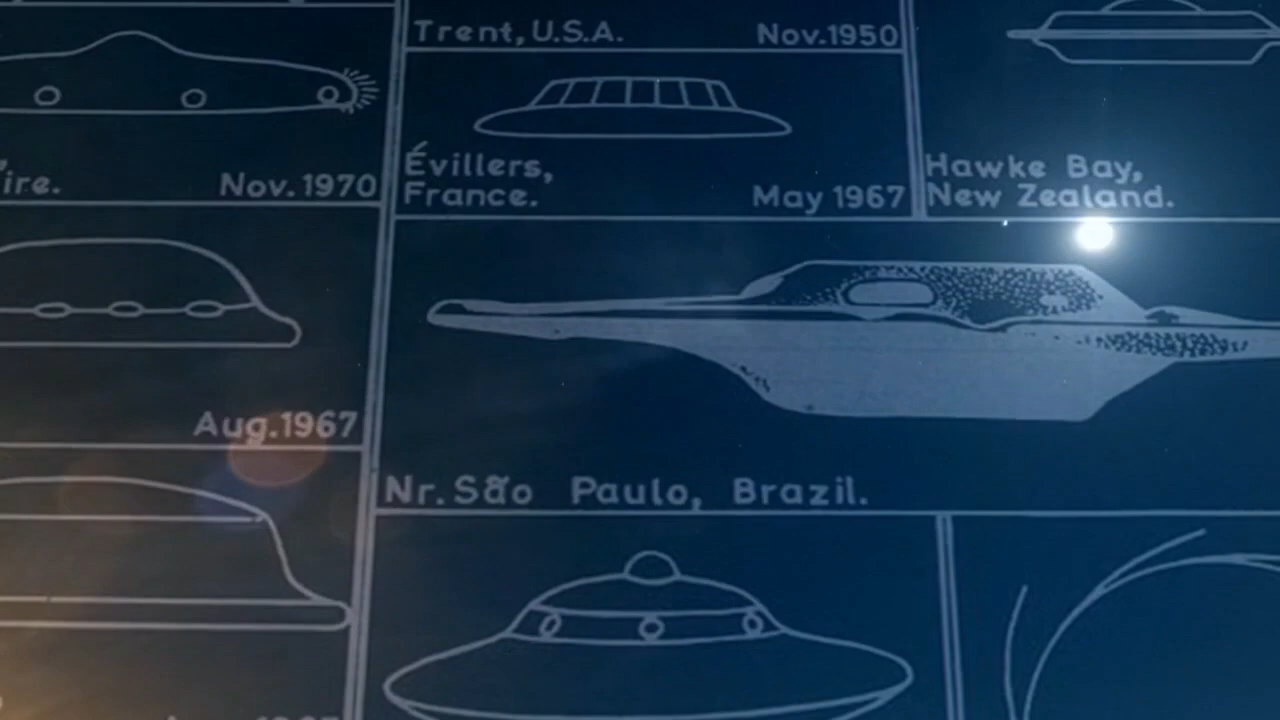 Trent, U.S.A. Nov.1950
ire. Nov.1970
Évillers,
France. May 1967
Hawke Bay,
New Zealand.
Aug.1967
Nr.São Paulo, Brazil.